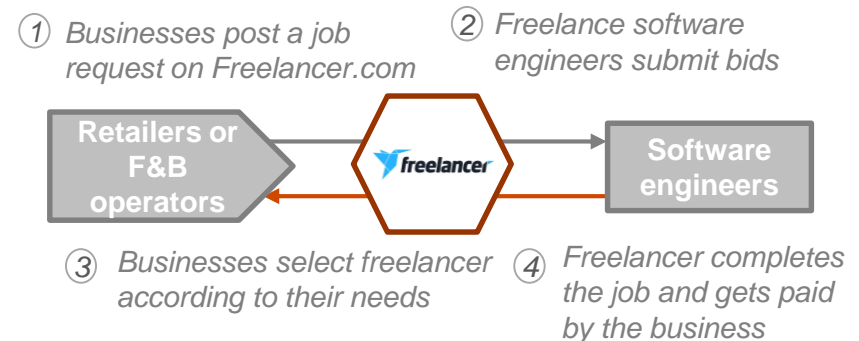 1 Businesses post a job
request on Freelancer.com
2 Freelance software
engineers submit bids
Retailers or
F&B
operators
freelancer
Software
engineers
3 Businesses select freelancer
according to their needs
4 Freelancer completes
the job and gets paid
by the business